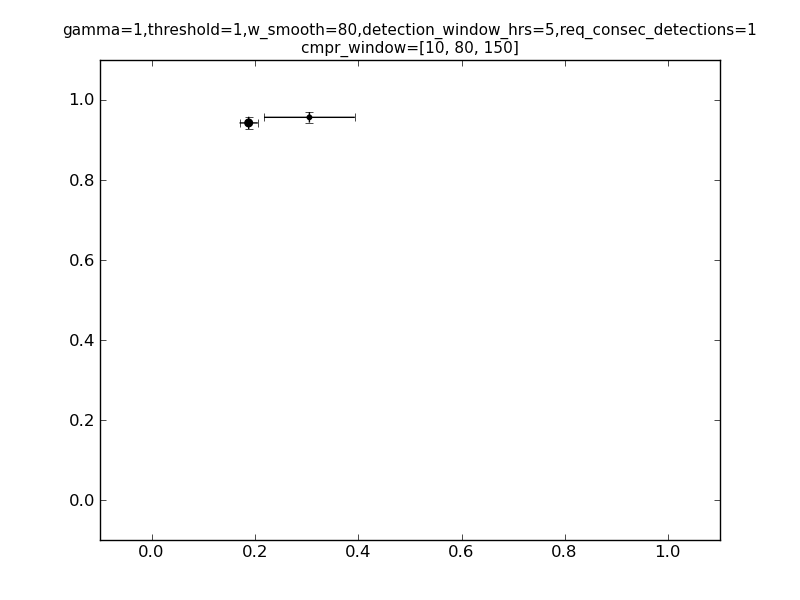 gamma=1,threshold=1,w_smooth=80,detection_window_hrs=5,req_consec_detections=1
cmpr_window=[10, 80, 150]
1.0
0.8
0.6
0.4
0.2
0.0
0.0 0.2 0.4 0.6 0.8 1.0